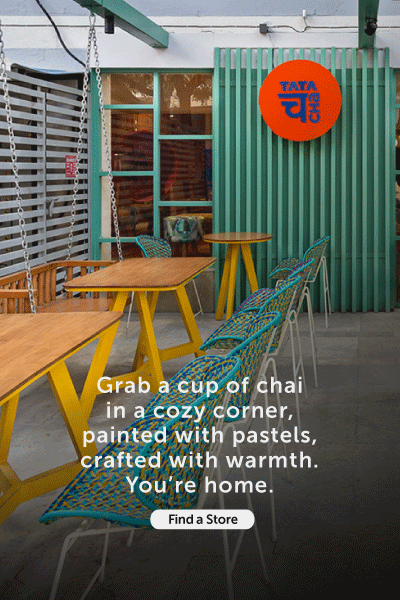 TATA
च
CHA
Grab a cup of chai
in a cozy corner,
painted with pastels,
crafted with warmth.
You're home.
Find a Store